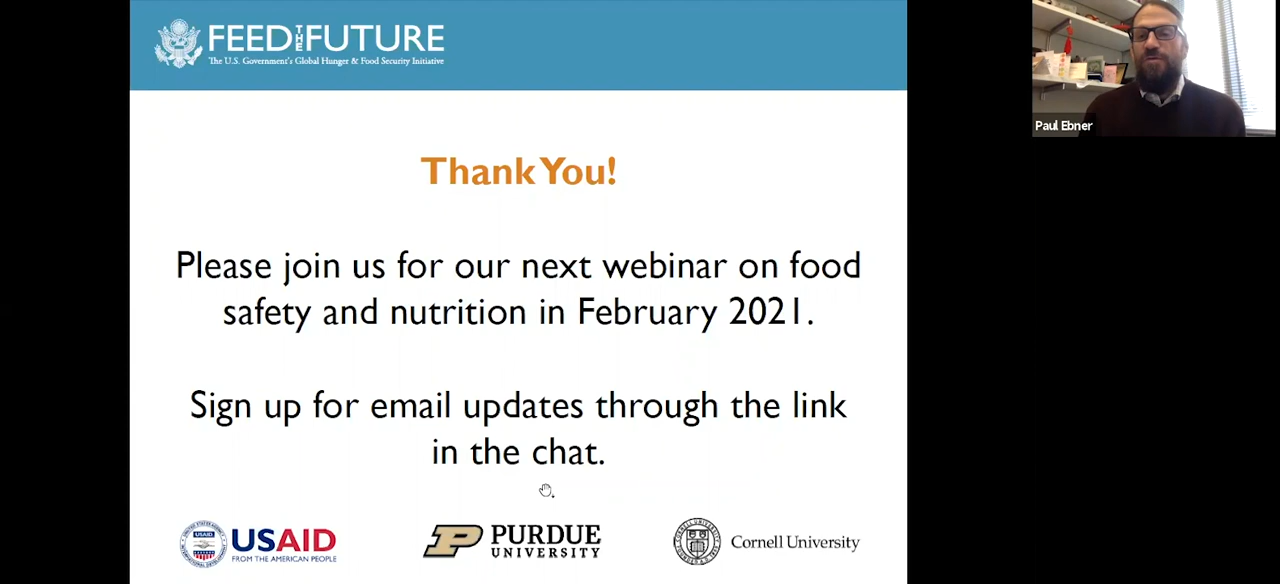 FEED THE FUTURE
The U.S. Government's Global Hunger & Food Security Initiative
Paul Ebner
Thank You!
Please join us for our next webinar on food
safety and nutrition in February 2021.
Sign up for email updates through the link
in the chat.
USAID
USAID
FROM THE AMERICAN PEOPLE
P PURDUE
UNIVERSITY
Cornell University